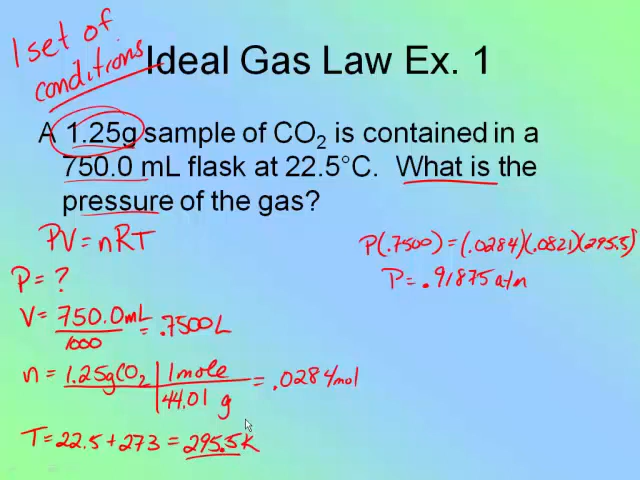 1 set of
conditions
Ideal Gas Law Ex. 1
A 1.25g sample of CO₂ is contained in a
750.0 mL flask at 22.5°C. What is the
pressure of the gas?
PV = nRT
P = ?
V = 750.0mL / 1000 = .7500L
n = 1.25gCO₂ | 1mole / 44.01 g = .0284mol
T = 22.5 + 273 = 295.5K
P(.7500) = (.0284)(.0821)(295.5)
P = .91875 atm